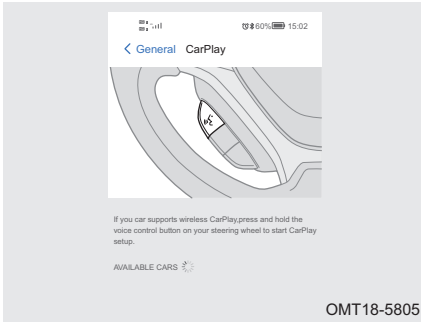 60% 15:02
General CarPlay
If you car supports wireless CarPlay,press and hold the
voice control button on your steering wheel to start CarPlay
setup.
AVAILABLE CARS
OMT18-5805